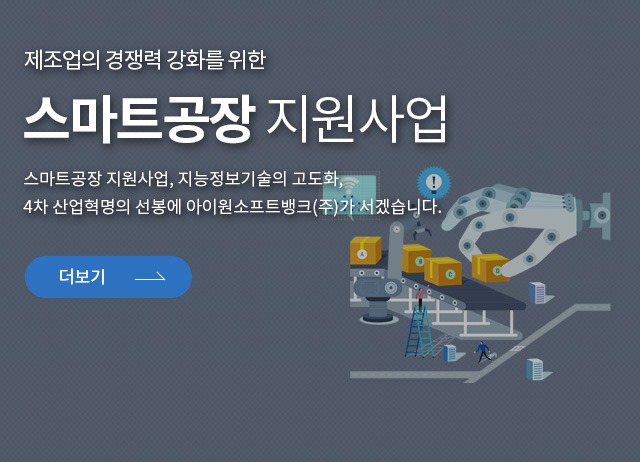 제조업의 경쟁력 강화를 위한
스마트공장 지원사업
스마트공장 지원사업, 지능정보기술의 고도화,
4차 산업혁명의 선봉에 아이원소프트뱅크(주)가 서겠습니다.
더보기
A
B
C
D